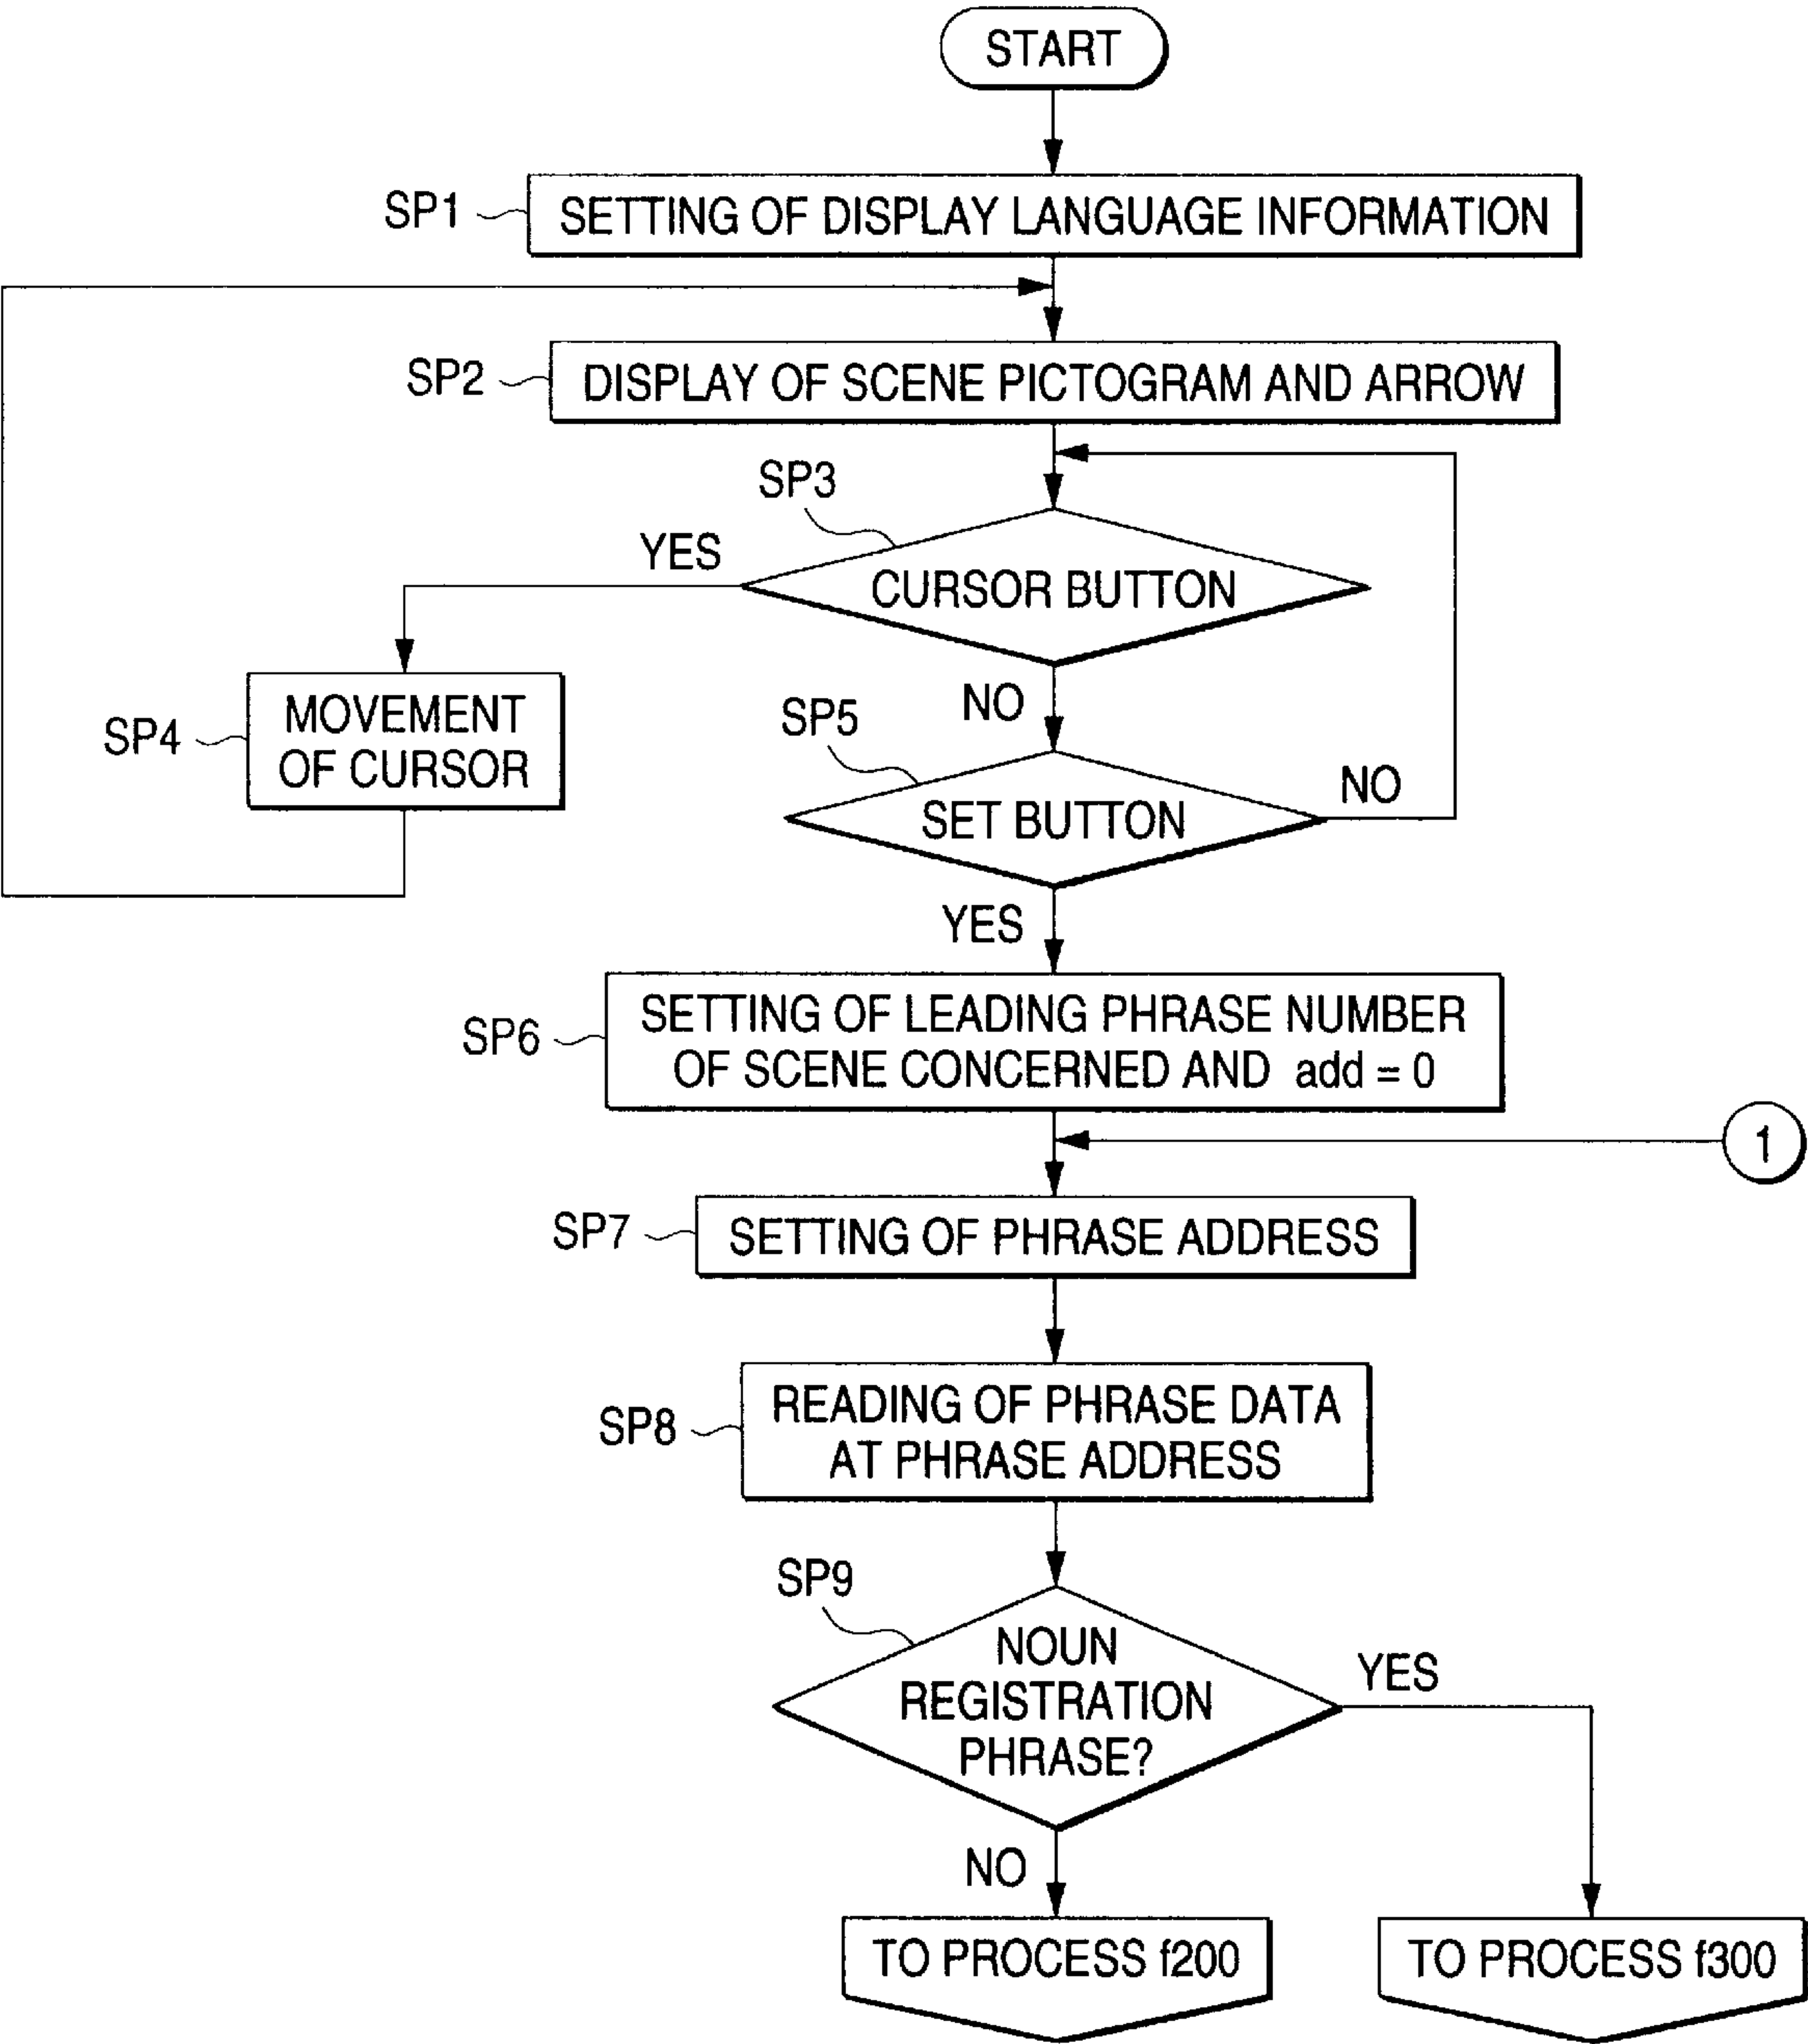 START
SP1
SETTING OF DISPLAY LANGUAGE INFORMATION
SP2
DISPLAY OF SCENE PICTOGRAM AND ARROW
SP3
YES
CURSOR BUTTON
SP4
MOVEMENT
OF CURSOR
NO
SP5
SET BUTTON
NO
YES
SP6
SETTING OF LEADING PHRASE NUMBER
OF SCENE CONCERNED AND add = 0
1
SP7
SETTING OF PHRASE ADDRESS
SP8
READING OF PHRASE DATA
AT PHRASE ADDRESS
SP9
NOUN
REGISTRATION
PHRASE?
YES
NO
TO PROCESS f200
TO PROCESS f300